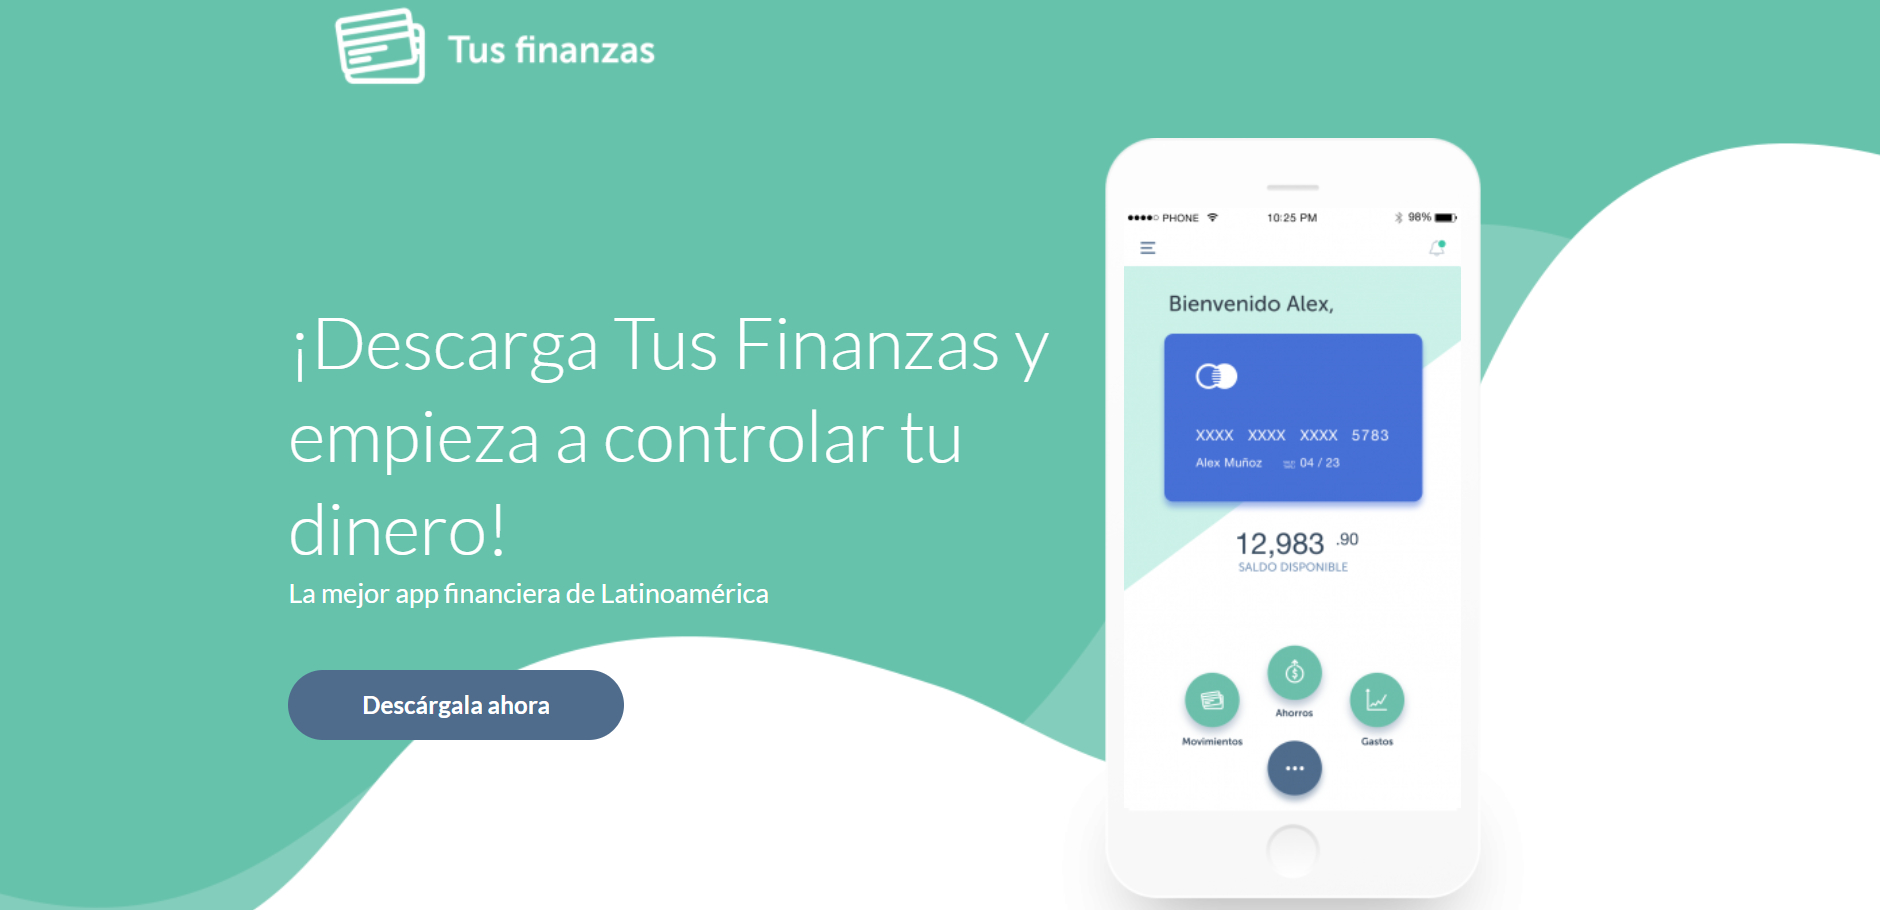 Tus finanzas
¡Descarga Tus Finanzas y
empieza a controlar tu
dinero!
La mejor app financiera de Latinoamérica
Descárgala ahora
PHONE 10:25 PM 98%
Bienvenido Alex,
XXXX XXXX XXXX 5783
Alex Muñoz 04 / 23
12,983 .90
SALDO DISPONIBLE
Ahorros
Movimientos Gastos